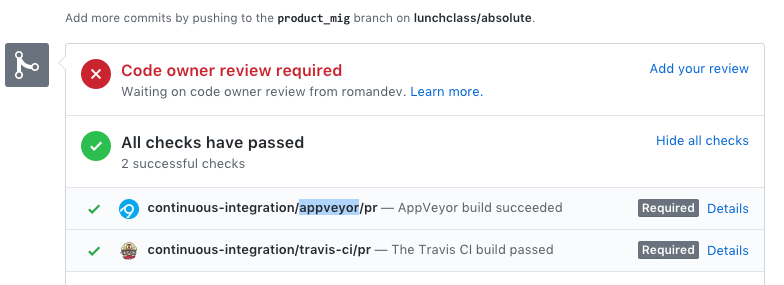 Add more commits by pushing to the product_mig branch on lunchclass/absolute.
Code owner review required
Add your review
Waiting on code owner review from romandev. Learn more.
All checks have passed
Hide all checks
2 successful checks
continuous-integration/appveyor/pr — AppVeyor build succeeded
Required
Details
continuous-integration/travis-ci/pr — The Travis CI build passed
Required
Details